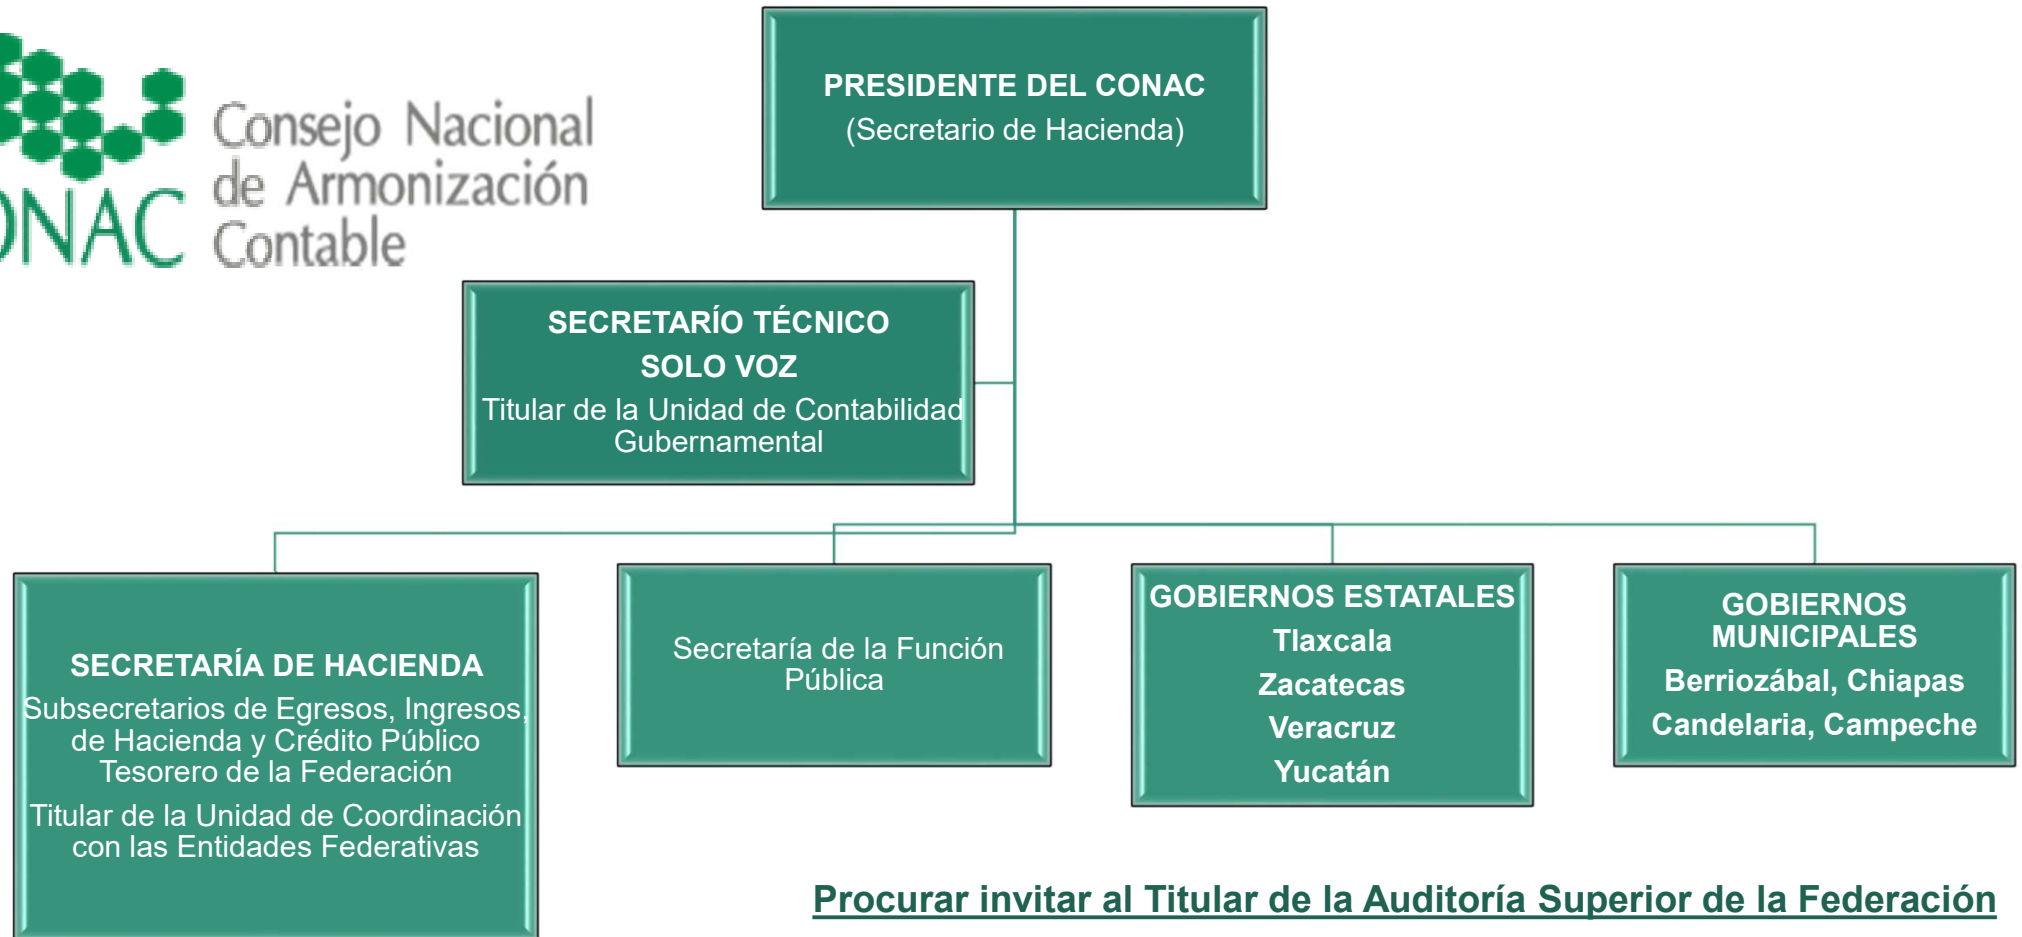 PRESIDENTE DEL CONAC
(Secretario de Hacienda)
Consejo Nacional
de Armonización
Contable
ONAC
SECRETARÍO TÉCNICO
SOLO VOZ
Titular de la Unidad de Contabilidad
Gubernamental
SECRETARÍA DE HACIENDA
Subsecretarios de Egresos, Ingresos,
de Hacienda y Crédito Público
Tesorero de la Federación
Titular de la Unidad de Coordinación
con las Entidades Federativas
Secretaría de la Función
Pública
GOBIERNOS ESTATALES
Tlaxcala
Zacatecas
Veracruz
Yucatán
GOBIERNOS
MUNICIPALES
Berriozábal, Chiapas
Candelaria, Campeche
Procurar invitar al Titular de la Auditoría Superior de la Federación